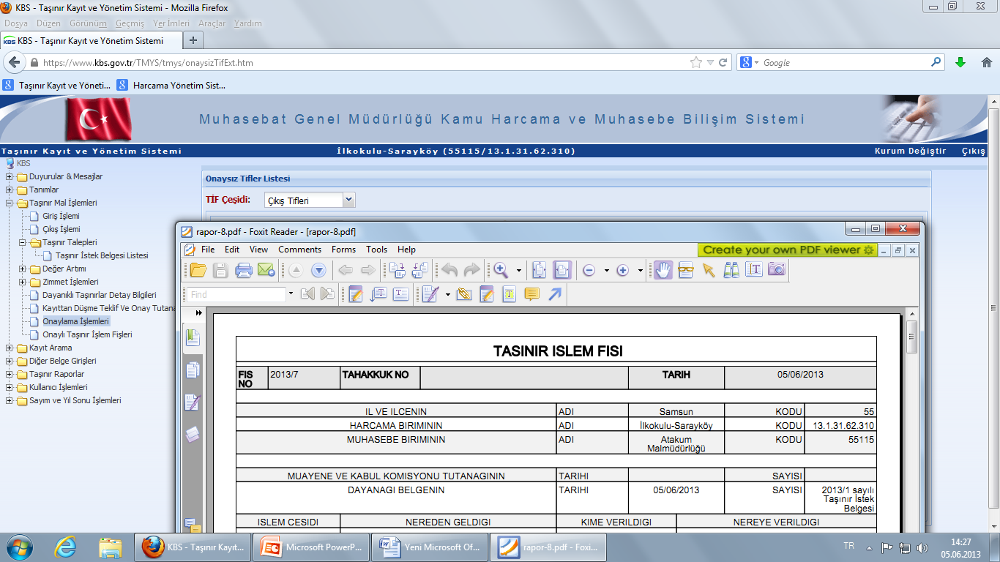 KBS - Taşınır Kayıt ve Yönetim Sistemi - Mozilla Firefox
Dosya Düzen Görünüm Geçmiş Yer İmleri Araçlar Yardım
KBS KBS - Taşınır Kayıt ve Yönetim Sistemi
https://www.kbs.gov.tr/TMYS/tmys/onaysizTifExt.htm
Google
Taşınır Kayıt ve Yöneti... Harcama Yönetim Sist...
Muhasebat Genel Müdürlüğü Kamu Harcama ve Muhasebe Bilişim Sistemi
Taşınır Kayıt ve Yönetim Sistemi İlkokulu-Sarayköy (55115/13.1.31.62.310) Kurum Değiştir Çıkış
KBS
Duyurular & Mesajlar
Tanımlar
Taşınır Mal İşlemleri
Giriş İşlemi
Çıkış İşlemi
Taşınır Talepleri
Taşınır İstek Belgesi Listesi
Değer Artımı
Zimmet İşlemleri
Dayanıklı Taşınırlar Detay Bilgileri
Kayıttan Düşme Teklif Ve Onay Tutana
Onaylama İşlemleri
Onaylı Taşınır İşlem Fişleri
Kayıt Arama
Diğer Belge Girişleri
Taşınır Raporlar
Kullanıcı İşlemleri
Sayım ve Yıl Sonu İşlemleri
Onaysız Tifler Listesi
TİF Çeşidi: Çıkış Tifleri
rapor-8.pdf - Foxit Reader - [rapor-8.pdf]
File Edit View Comments Forms Tools Help
Create your own PDF viewer
Find
TASINIR ISLEM FISI
FIS NO 2013/7 TAHAKKUK NO TARIH 05/06/2013
IL VE ILCENIN ADI Samsun KODU 55
HARCAMA BIRIMININ ADI İlkokulu-Sarayköy KODU 13.1.31.62.310
MUHASEBE BIRIMININ ADI Atakum Malmüdürlüğü KODU 55115
MUAYENE VE KABUL KOMISYONU TUTANAGININ TARIHI SAYISI
DAYANAGI BELGENIN TARIHI 05/06/2013 SAYISI 2013/1 sayılı Taşınır İstek Belgesi
ISLEM CESIDI NEREDEN GELDIGI KIME VERILDIGI NEREYE VERILDIGI
KBS - Taşınır Kayıt... Microsoft PowerP... Yeni Microsoft Of... rapor-8.pdf - Foxi...
TR 14:27
05.06.2013